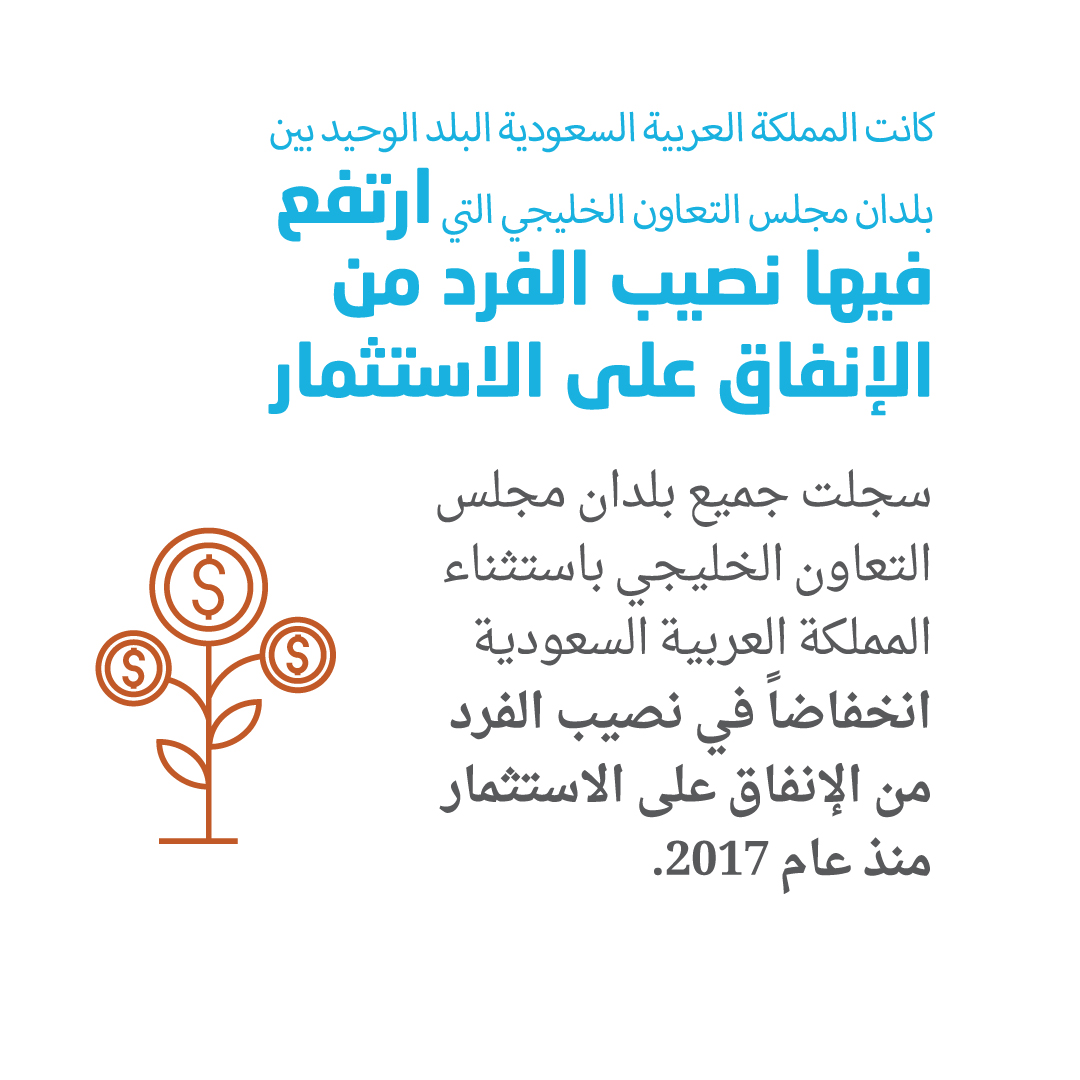 كانت المملكة العربية السعودية البلد الوحيد بين
بلدان مجلس التعاون الخليجي التي ارتفع
فيها نصيب الفرد من
الإنفاق على الاستثمار
سجلت جميع بلدان مجلس
التعاون الخليجي باستثناء
المملكة العربية السعودية
انخفاضاً في نصيب الفرد
من الإنفاق على الاستثمار
منذ عام 2017.
$
$
$